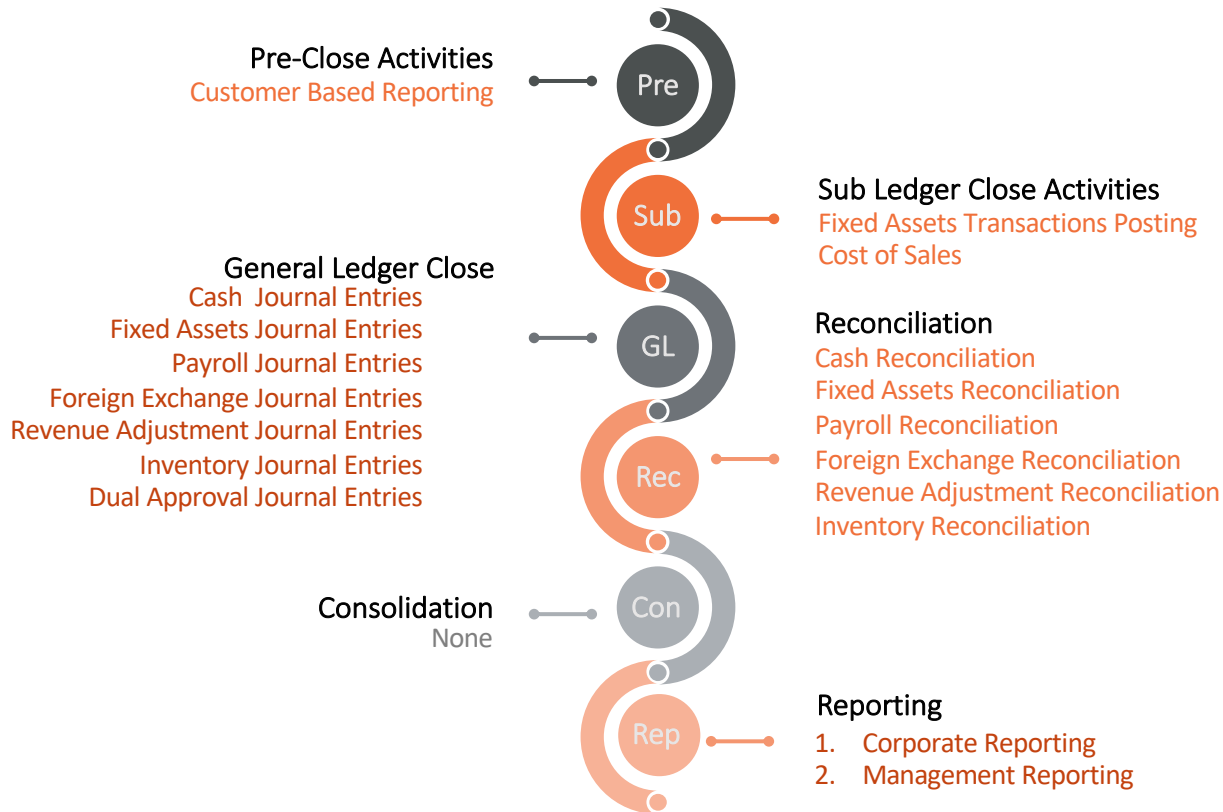 Pre-Close Activities
Customer Based Reporting
Pre
Sub
Sub Ledger Close Activities
Fixed Assets Transactions Posting
Cost of Sales
General Ledger Close
Cash Journal Entries
Fixed Assets Journal Entries
Payroll Journal Entries
Foreign Exchange Journal Entries
Revenue Adjustment Journal Entries
Inventory Journal Entries
Dual Approval Journal Entries
GL
Reconciliation
Cash Reconciliation
Fixed Assets Reconciliation
Payroll Reconciliation
Foreign Exchange Reconciliation
Revenue Adjustment Reconciliation
Inventory Reconciliation
Rec
Consolidation
None
Con
Rep
Reporting
1. Corporate Reporting
2. Management Reporting